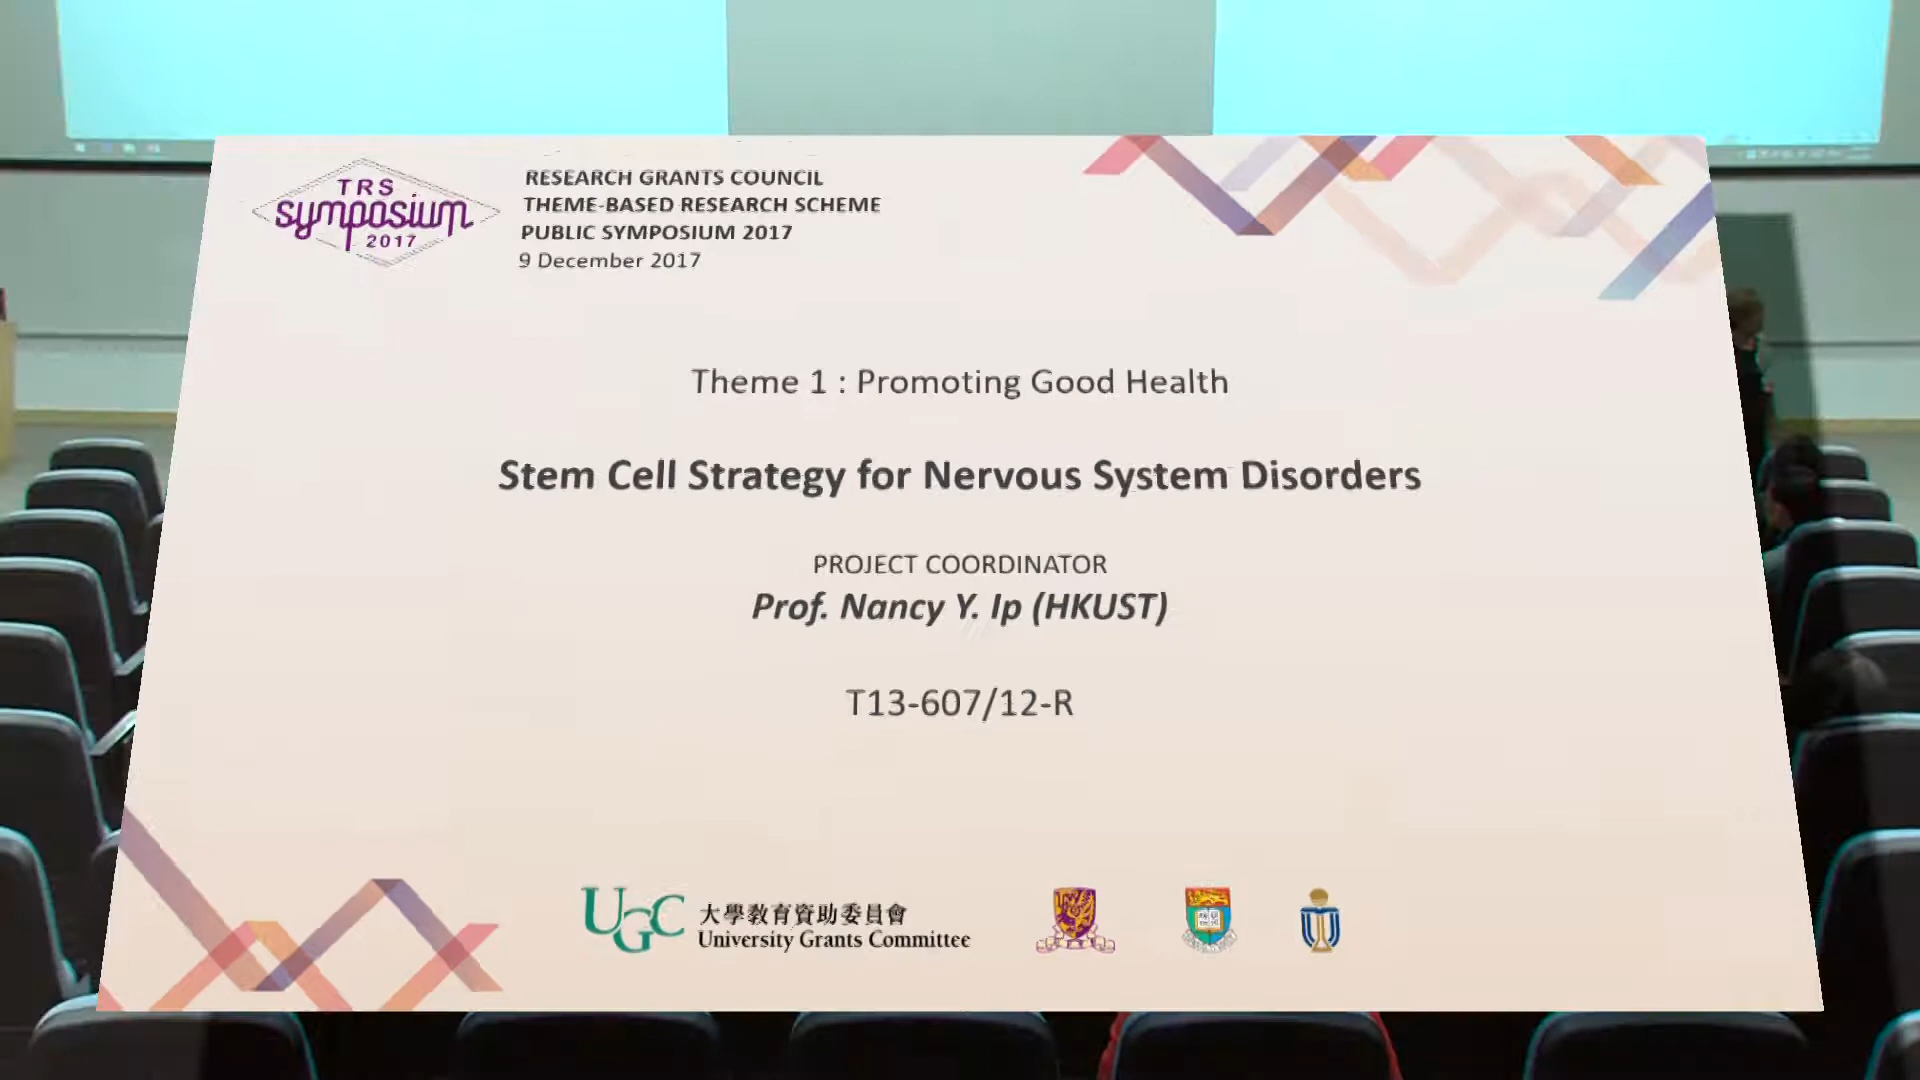 TRS
symposium
2017
RESEARCH GRANTS COUNCIL
THEME-BASED RESEARCH SCHEME
PUBLIC SYMPOSIUM 2017
9 December 2017
Theme 1 : Promoting Good Health
Stem Cell Strategy for Nervous System Disorders
PROJECT COORDINATOR
Prof. Nancy Y. Ip (HKUST)
T13-607/12-R
UGC
大學教育資助委員會
University Grants Committee